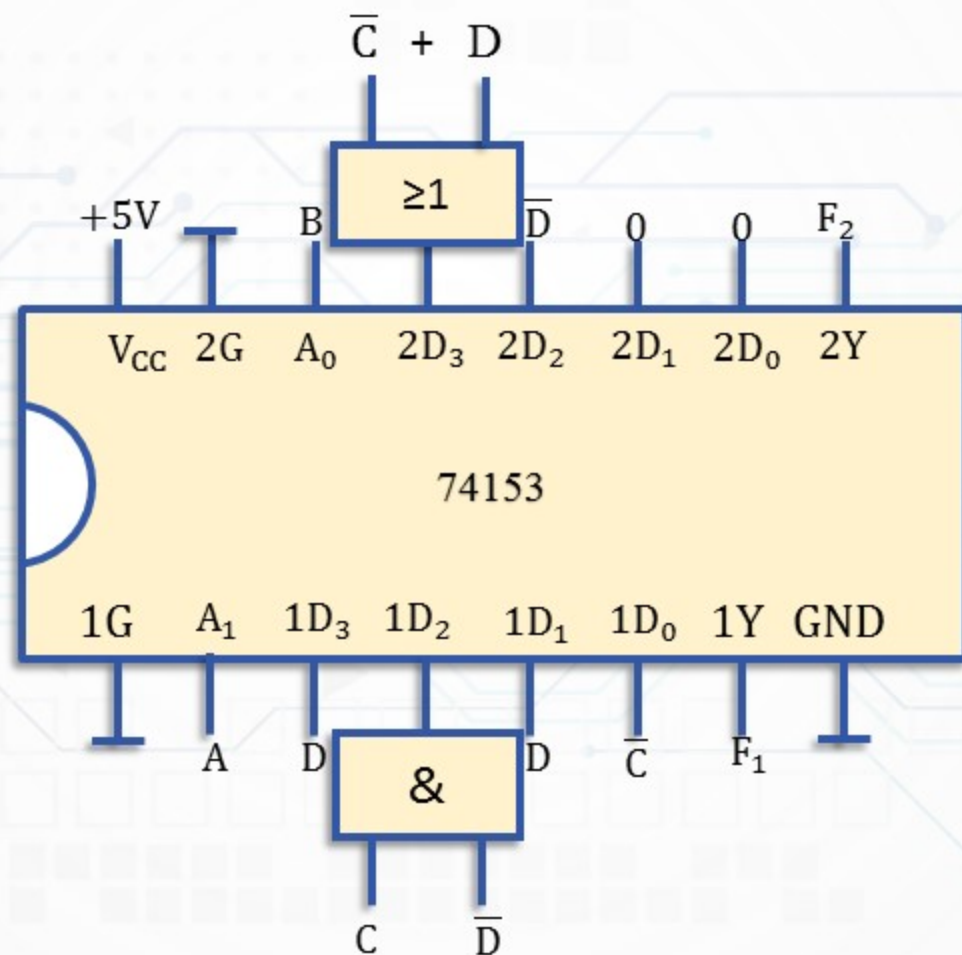 C̅ + D
≥1
+5V B D̅ 0 0 F₂
V_CC 2G A₀ 2D₃ 2D₂ 2D₁ 2D₀ 2Y
74153
1G A₁ 1D₃ 1D₂ 1D₁ 1D₀ 1Y GND
A D D C̅ F₁
&
C D̅